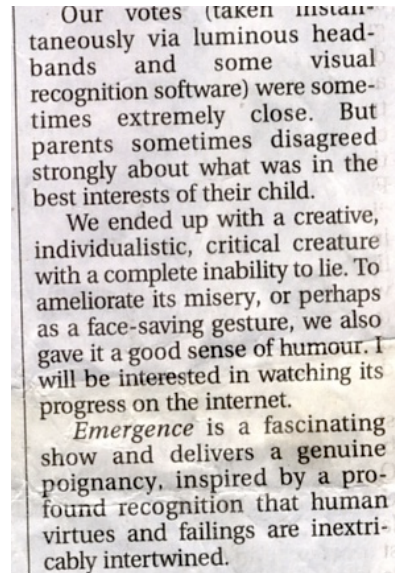 Our votes (taken instan-
taneously via luminous head-
bands and some visual
recognition software) were some-
times extremely close. But
parents sometimes disagreed
strongly about what was in the
best interests of their child.
We ended up with a creative,
individualistic, critical creature
with a complete inability to lie. To
ameliorate its misery, or perhaps
as a face-saving gesture, we also
gave it a good sense of humour. I
will be interested in watching its
progress on the internet.
Emergence is a fascinating
show and delivers a genuine
poignancy, inspired by a pro-
found recognition that human
virtues and failings are inextri-
cably intertwined.